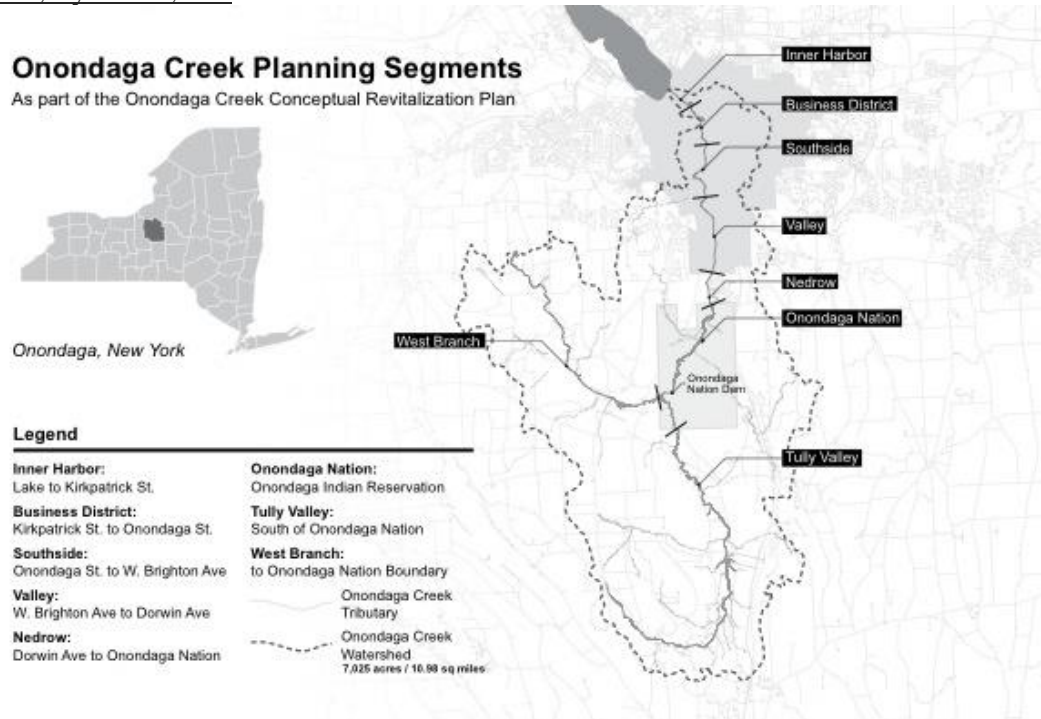 Onondaga Creek Planning Segments
As part of the Onondaga Creek Conceptual Revitalization Plan
Onondaga, New York
Inner Harbor
Business District
Southside
Valley
Nedrow
Onondaga Nation
West Branch
Onondaga
Nation Dam
Tully Valley
Legend
Inner Harbor:
Lake to Kirkpatrick St.
Business District:
Kirkpatrick St. to Onondaga St.
Southside:
Onondaga St. to W. Brighton Ave
Valley:
W. Brighton Ave to Dorwin Ave
Nedrow:
Dorwin Ave to Onondaga Nation
Onondaga Nation:
Onondaga Indian Reservation
Tully Valley:
South of Onondaga Nation
West Branch:
to Onondaga Nation Boundary
Onondaga Creek
Tributary
Onondaga Creek
Watershed
7,025 acres / 10.98 sq miles